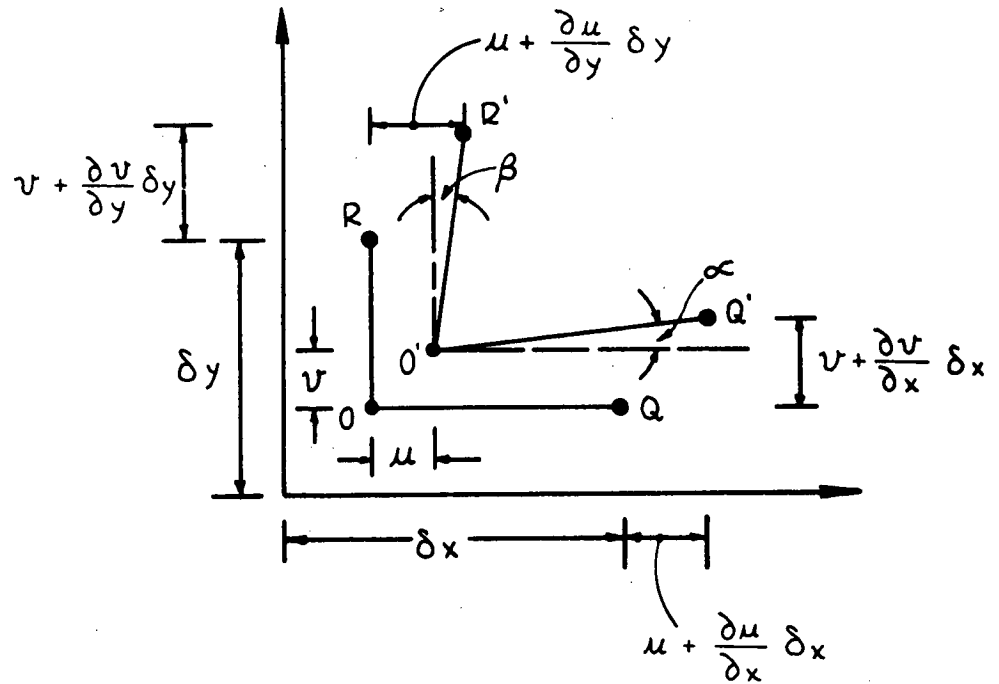 μ + ∂μ/∂y δy
R'
v + ∂v/∂y δy
β
R
∝
Q'
O'
δy
v
v + ∂v/∂x δx
O
Q
μ
δx
μ + ∂μ/∂x δx